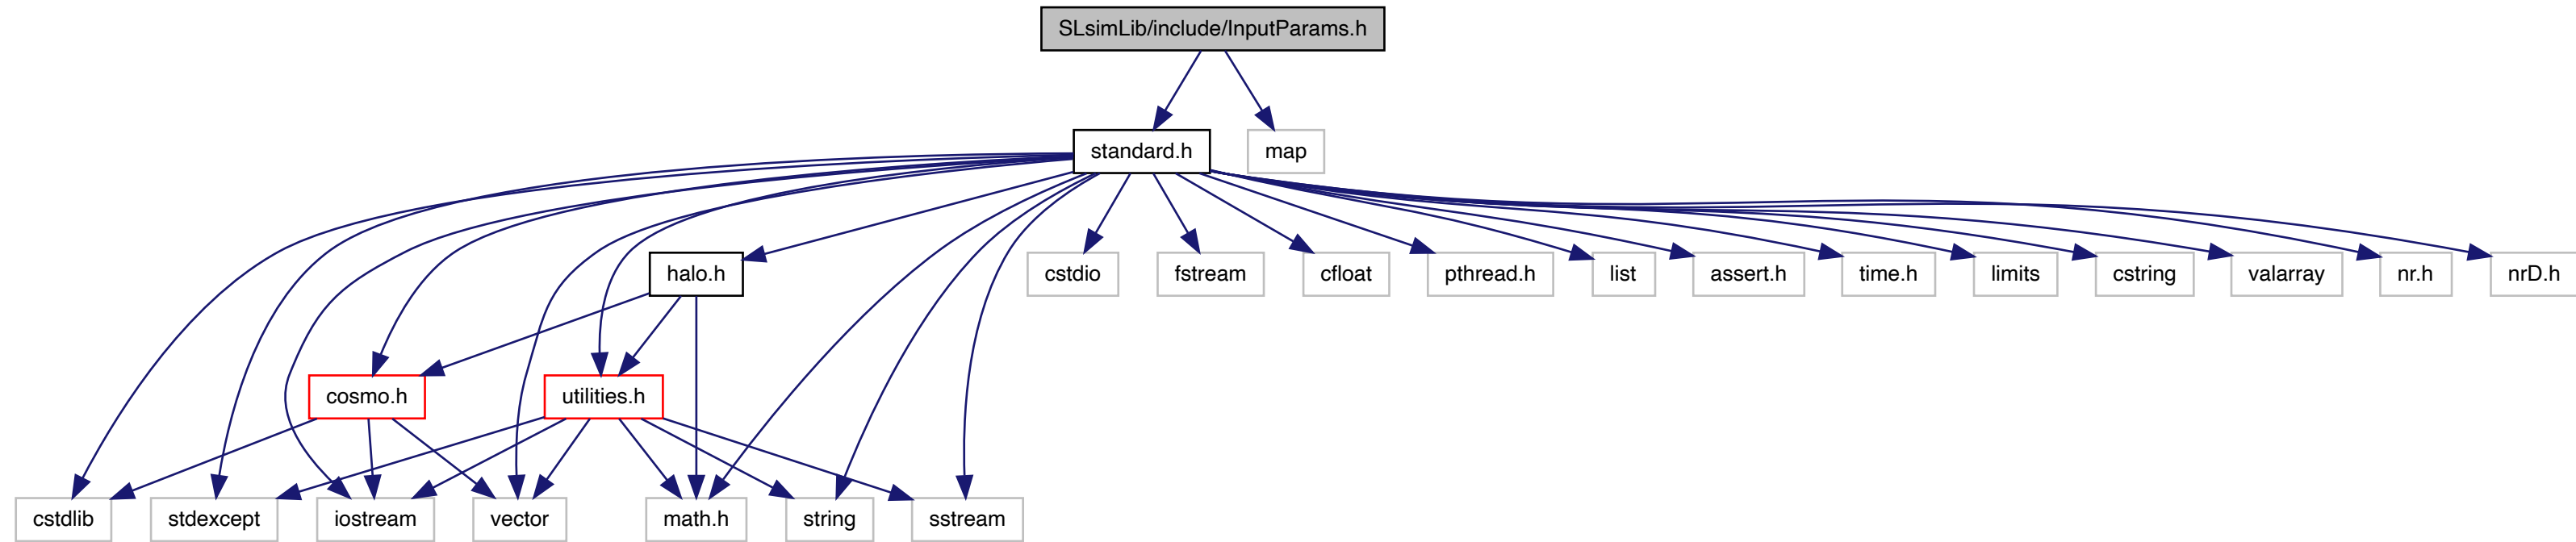 SLsimLib/include/InputParams.h
standard.h
map
halo.h
cstdio
fstream
cfloat
pthread.h
list
assert.h
time.h
limits
cstring
valarray
nr.h
nrD.h
cosmo.h
utilities.h
cstdlib
stdexcept
iostream
vector
math.h
string
sstream